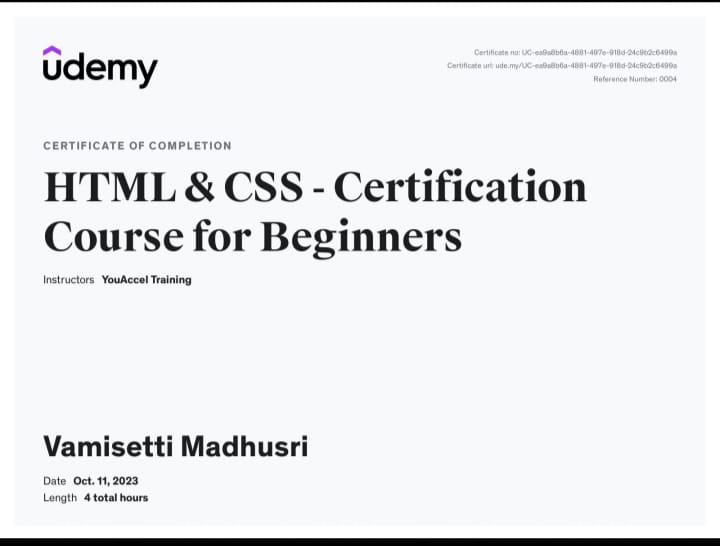 udemy
Certificate no: UC-ea9a8b6a-4881-497e-918d-24c9b2c6499a
Certificate url: ude.my/UC-ea9a8b6a-4881-497e-918d-24c9b2c6499a
Reference Number: 0004
CERTIFICATE OF COMPLETION
HTML & CSS - Certification
Course for Beginners
Instructors YouAccel Training
Vamisetti Madhusri
Date Oct. 11, 2023
Length 4 total hours